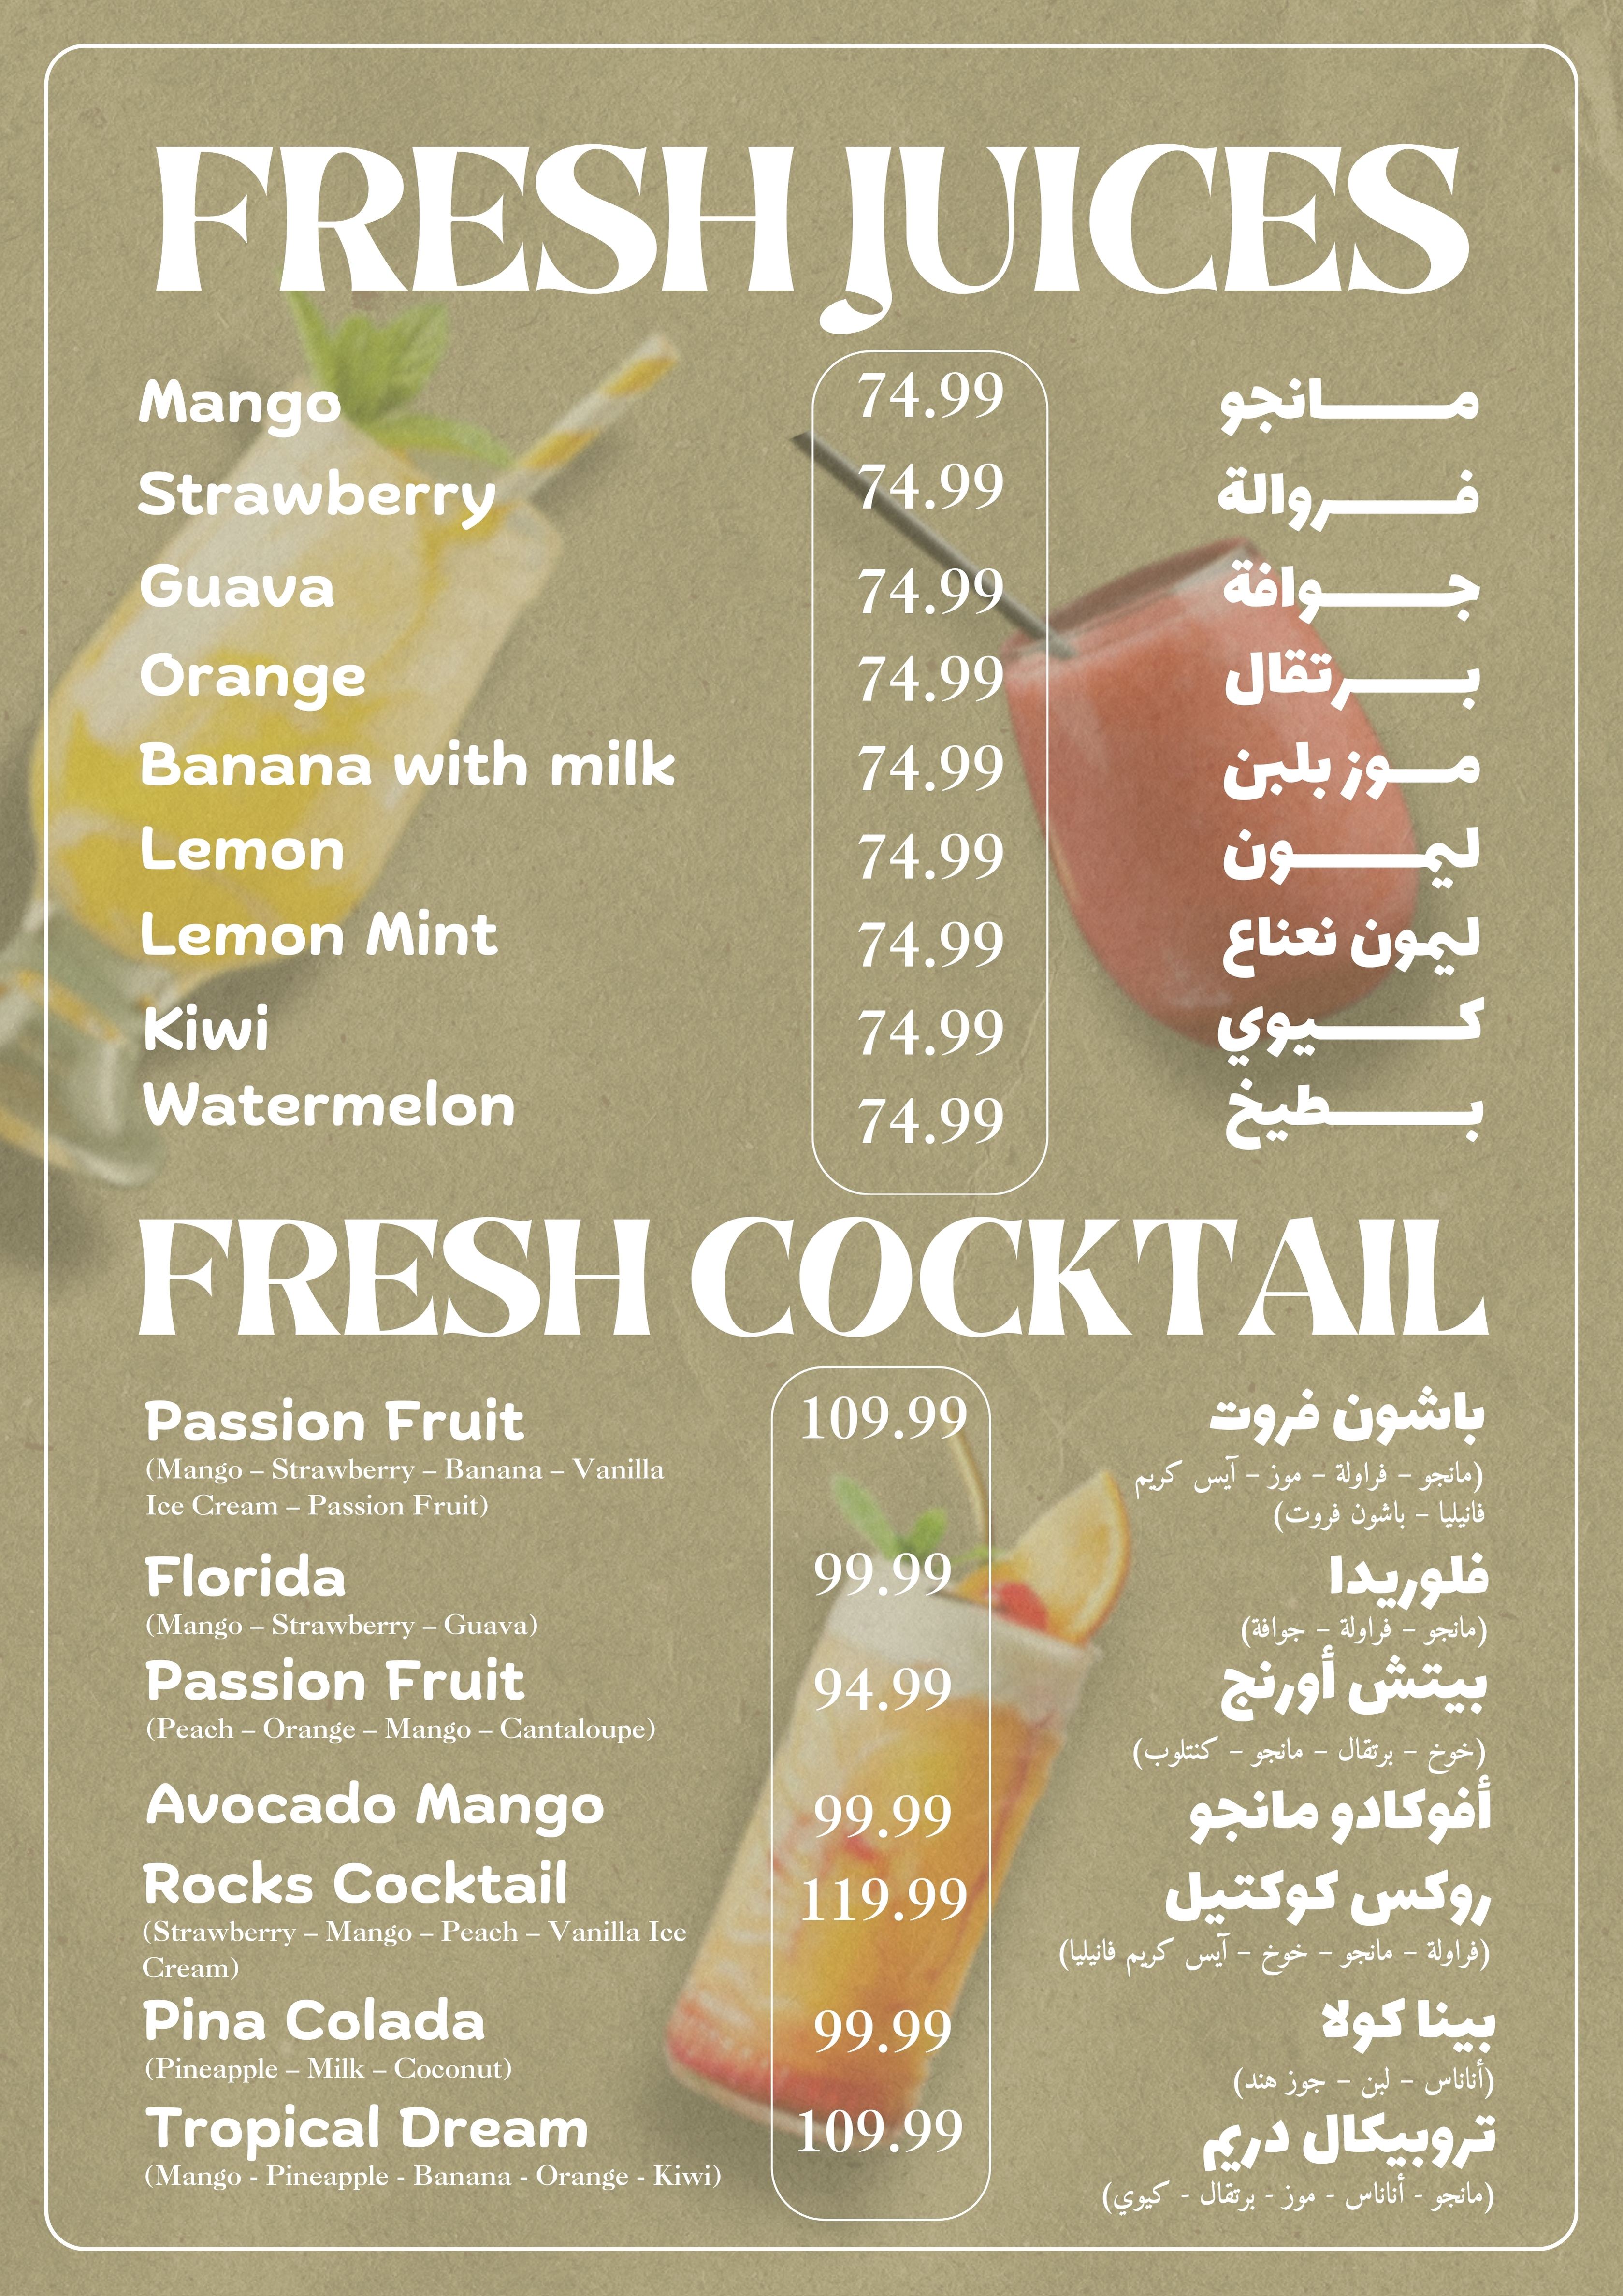 FRESH JUICES
Mango 74.99 مـــانجو
Strawberry 74.99 فـــروالة
Guava 74.99 جـــوافة
Orange 74.99 بـــرتقال
Banana with milk 74.99 مـــوز بلبن
Lemon 74.99 ليمـــون
Lemon Mint 74.99 ليمون نعناع
Kiwi 74.99 كـــيوي
Watermelon 74.99 بـــطيخ
FRESH COCKTAIL
Passion Fruit 109.99 باشون فروت
(Mango – Strawberry – Banana – Vanilla (مانجو – فراولة – موز – آيس كريم
Ice Cream – Passion Fruit) فانيليا – باشون فروت)
Florida 99.99 فلوريدا
(Mango – Strawberry – Guava) (مانجو – فراولة – جوافة)
Passion Fruit 94.99 بيتش أورنج
(Peach – Orange – Mango – Cantaloupe) (خوخ – برتقال – مانجو – كنتلوب)
Avocado Mango 99.99 أفوكادو مانجو
Rocks Cocktail 119.99 روكس كوكتيل
(Strawberry – Mango – Peach – Vanilla Ice (فراولة – مانجو – خوخ – آيس كريم فانيليا)
Cream)
Pina Colada 99.99 بينا كولا
(Pineapple – Milk – Coconut) (أناناس – لبن – جوز هند)
Tropical Dream 109.99 تروبيكال دريم
(Mango - Pineapple - Banana - Orange - Kiwi) (مانجو - أناناس - موز - برتقال - كيوي)